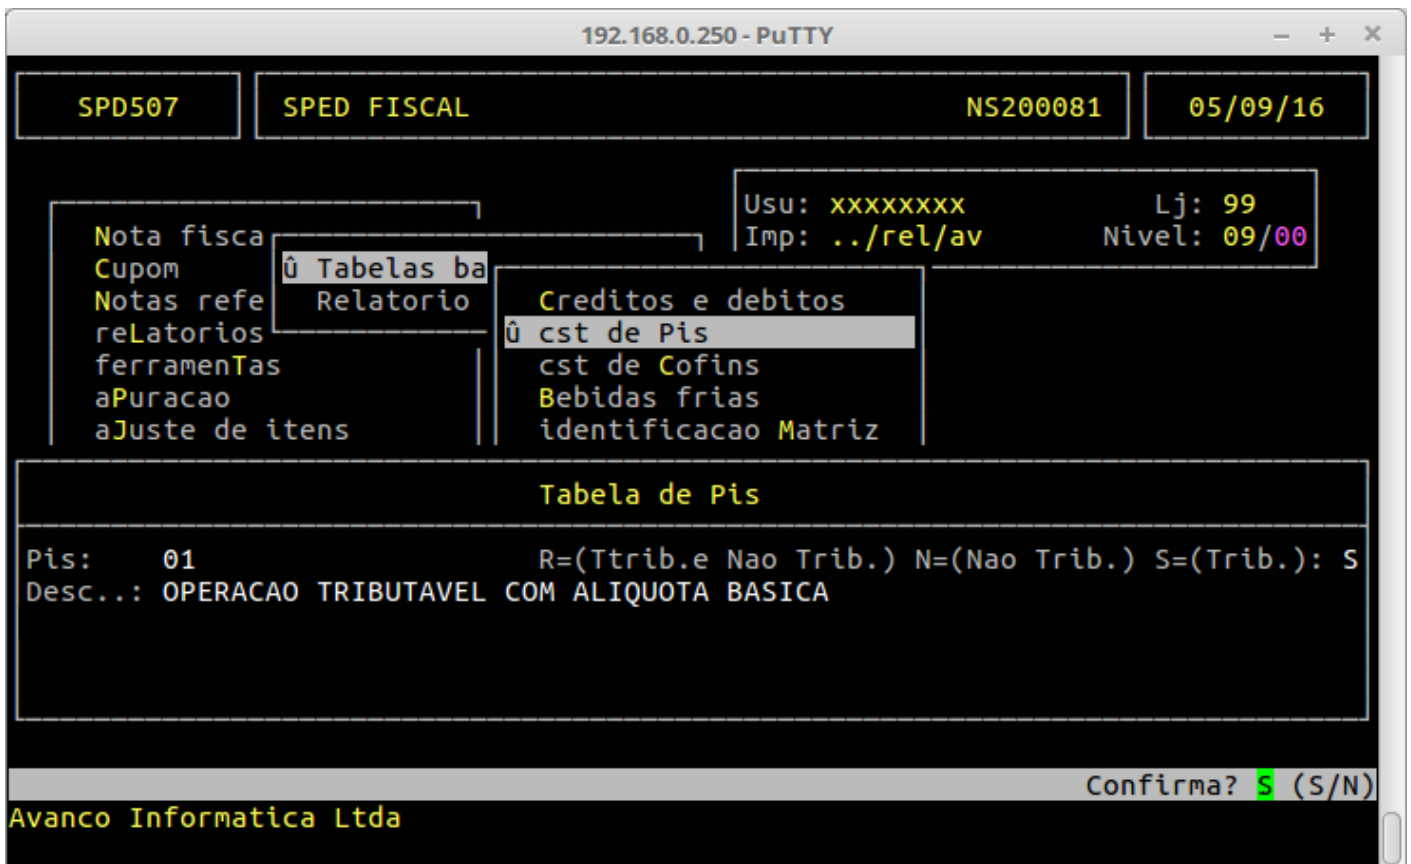 192.168.0.250 - PuTTY
SPD507 SPED FISCAL NS200081 05/09/16
Usu: xxxxxxxx Lj: 99
Imp: ../rel/av Nivel: 09/00
Nota fisca
Cupom
Notas refe
reLatorios
ferramenTas
aPuracao
aJuste de itens
û Tabelas ba
Relatorio
Creditos e debitos
û cst de Pis
cst de Cofins
Bebidas frias
identificacao Matriz
Tabela de Pis
Pis: 01 R=(Ttrib.e Nao Trib.) N=(Nao Trib.) S=(Trib.): S
Desc..: OPERACAO TRIBUTAVEL COM ALIQUOTA BASICA
Confirma? S (S/N)
Avanco Informatica Ltda